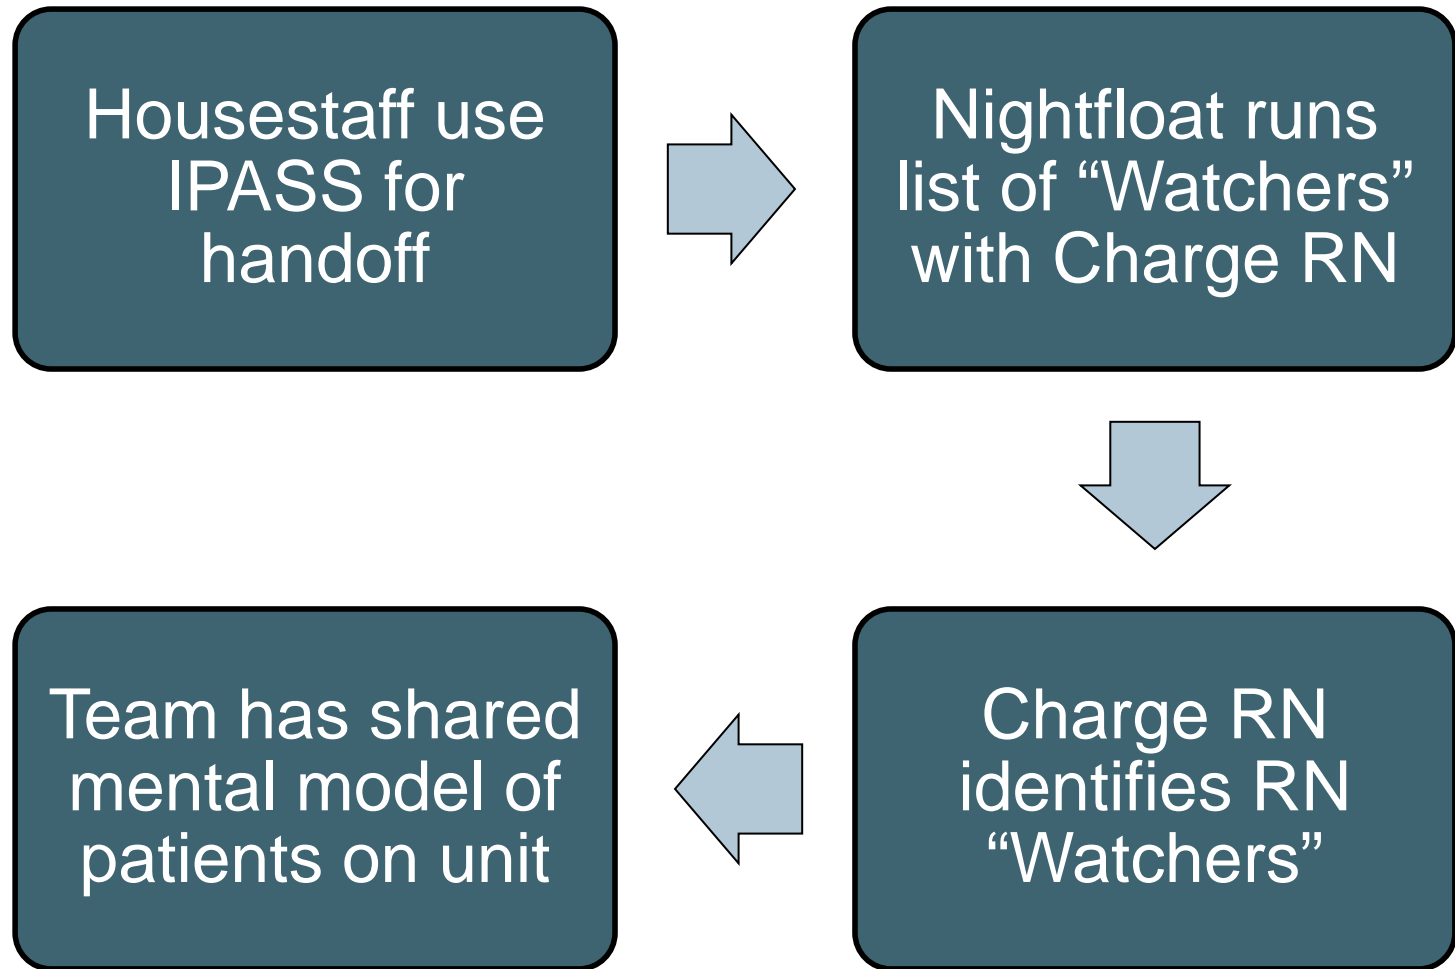 Housestaff use
IPASS for
handoff
Nightfloat runs
list of “Watchers”
with Charge RN
Charge RN
identifies RN
“Watchers”
Team has shared
mental model of
patients on unit